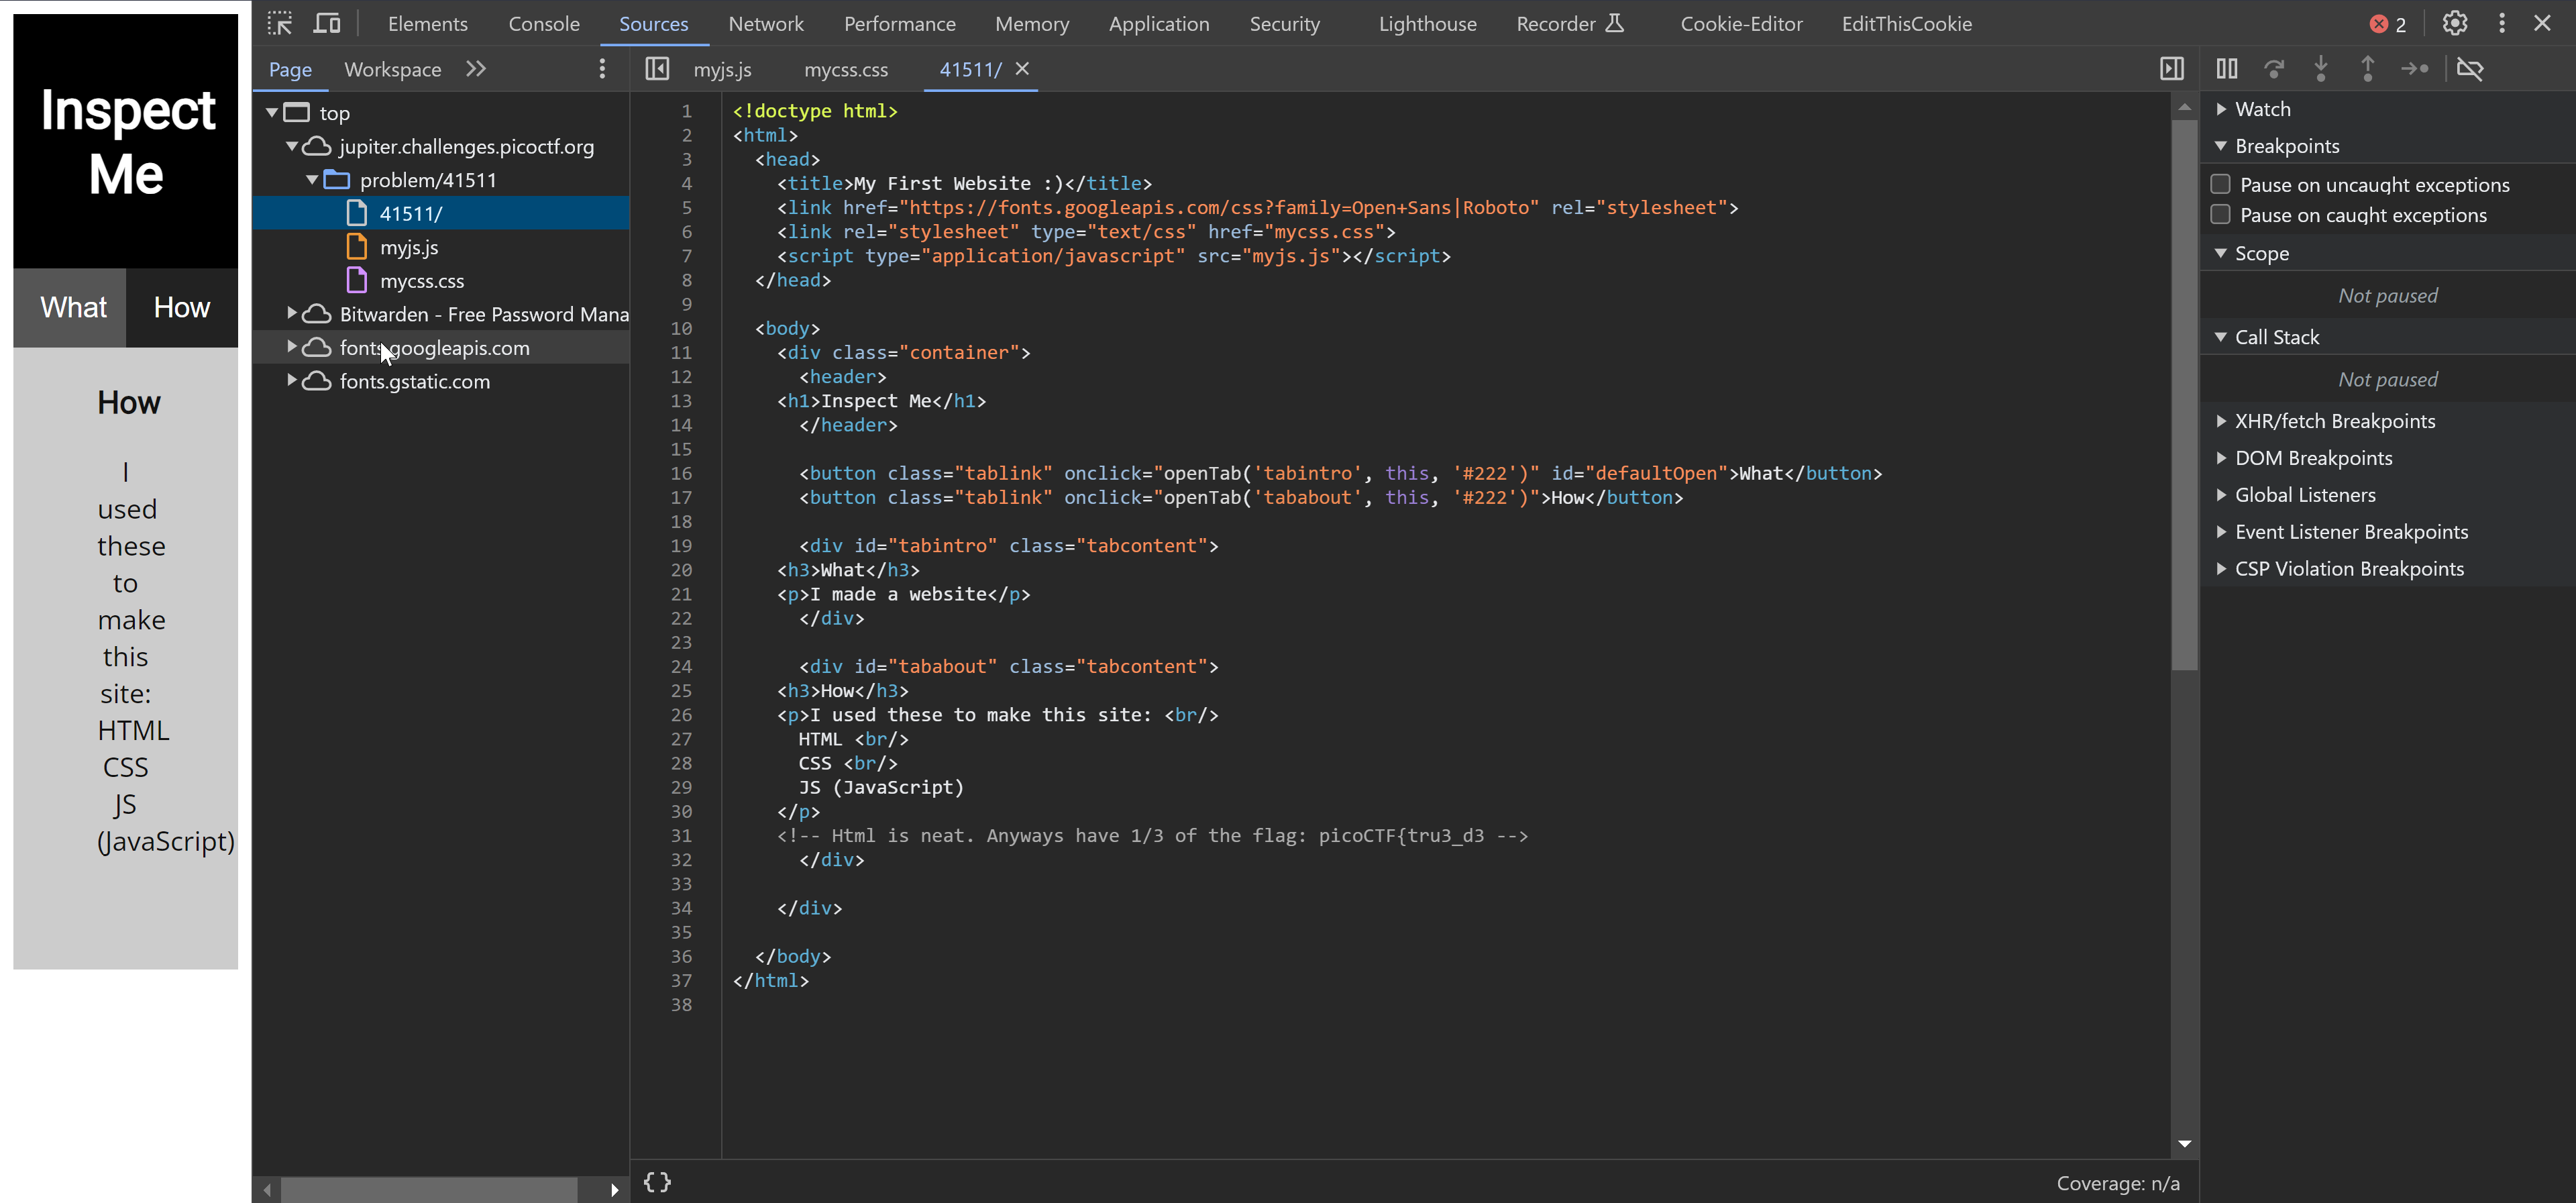 Inspect
Me
What How
How
I
used
these
to
make
this
site:
HTML
CSS
JS
(JavaScript)
Elements Console Sources Network Performance Memory Application Security Lighthouse Recorder Cookie-Editor EditThisCookie 2
Page Workspace
top
jupiter.challenges.picoctf.org
problem/41511
41511/
myjs.js
mycss.css
Bitwarden - Free Password Mana
fonts.googleapis.com
fonts.gstatic.com
myjs.js mycss.css 41511/
1 <!doctype html>
2 <html>
3   <head>
4     <title>My First Website :)</title>
5     <link href="https://fonts.googleapis.com/css?family=Open+Sans|Roboto" rel="stylesheet">
6     <link rel="stylesheet" type="text/css" href="mycss.css">
7     <script type="application/javascript" src="myjs.js"></script>
8   </head>
9
10   <body>
11     <div class="container">
12       <header>
13     <h1>Inspect Me</h1>
14       </header>
15
16       <button class="tablink" onclick="openTab('tabintro', this, '#222')" id="defaultOpen">What</button>
17       <button class="tablink" onclick="openTab('tababout', this, '#222')">How</button>
18
19       <div id="tabintro" class="tabcontent">
20     <h3>What</h3>
21     <p>I made a website</p>
22       </div>
23
24       <div id="tababout" class="tabcontent">
25     <h3>How</h3>
26     <p>I used these to make this site: <br/>
27       HTML <br/>
28       CSS <br/>
29       JS (JavaScript)
30     </p>
31     <!-- Html is neat. Anyways have 1/3 of the flag: picoCTF{tru3_d3 -->
32       </div>
33
34     </div>
35
36   </body>
37 </html>
38
{}
Coverage: n/a
Watch
Breakpoints
Pause on uncaught exceptions
Pause on caught exceptions
Scope
Not paused
Call Stack
Not paused
XHR/fetch Breakpoints
DOM Breakpoints
Global Listeners
Event Listener Breakpoints
CSP Violation Breakpoints